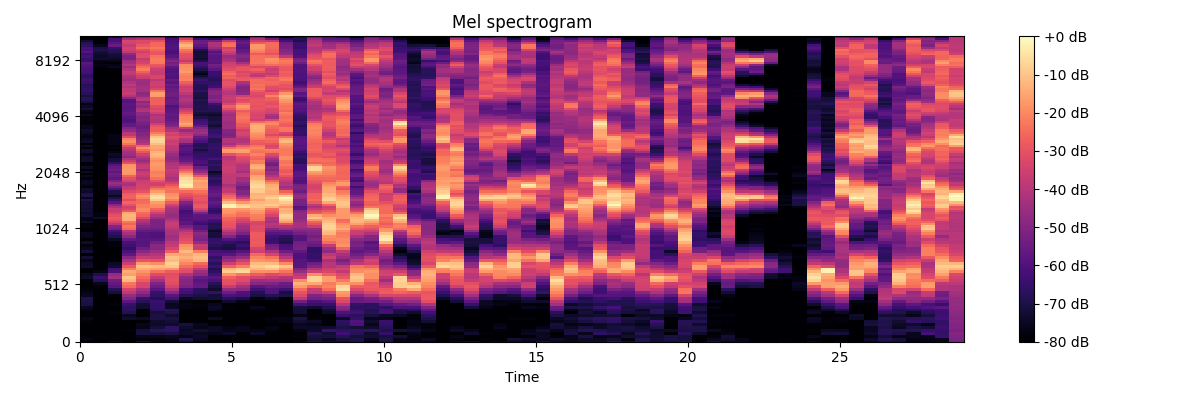 Mel spectrogram
+0 dB
8192
-10 dB
-20 dB
4096
-30 dB
Hz
2048
-40 dB
1024
-50 dB
-60 dB
512
-70 dB
0
-80 dB
0 5 10 15 20 25
Time